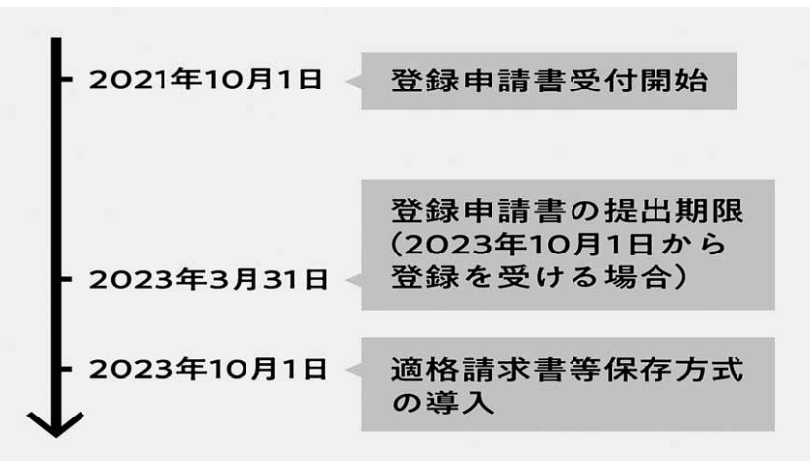 2021年10月1日
登録申請書受付開始
登録申請書の提出期限
(2023年10月1日から
登録を受ける場合)
2023年3月31日
2023年10月1日
適格請求書等保存方式
の導入